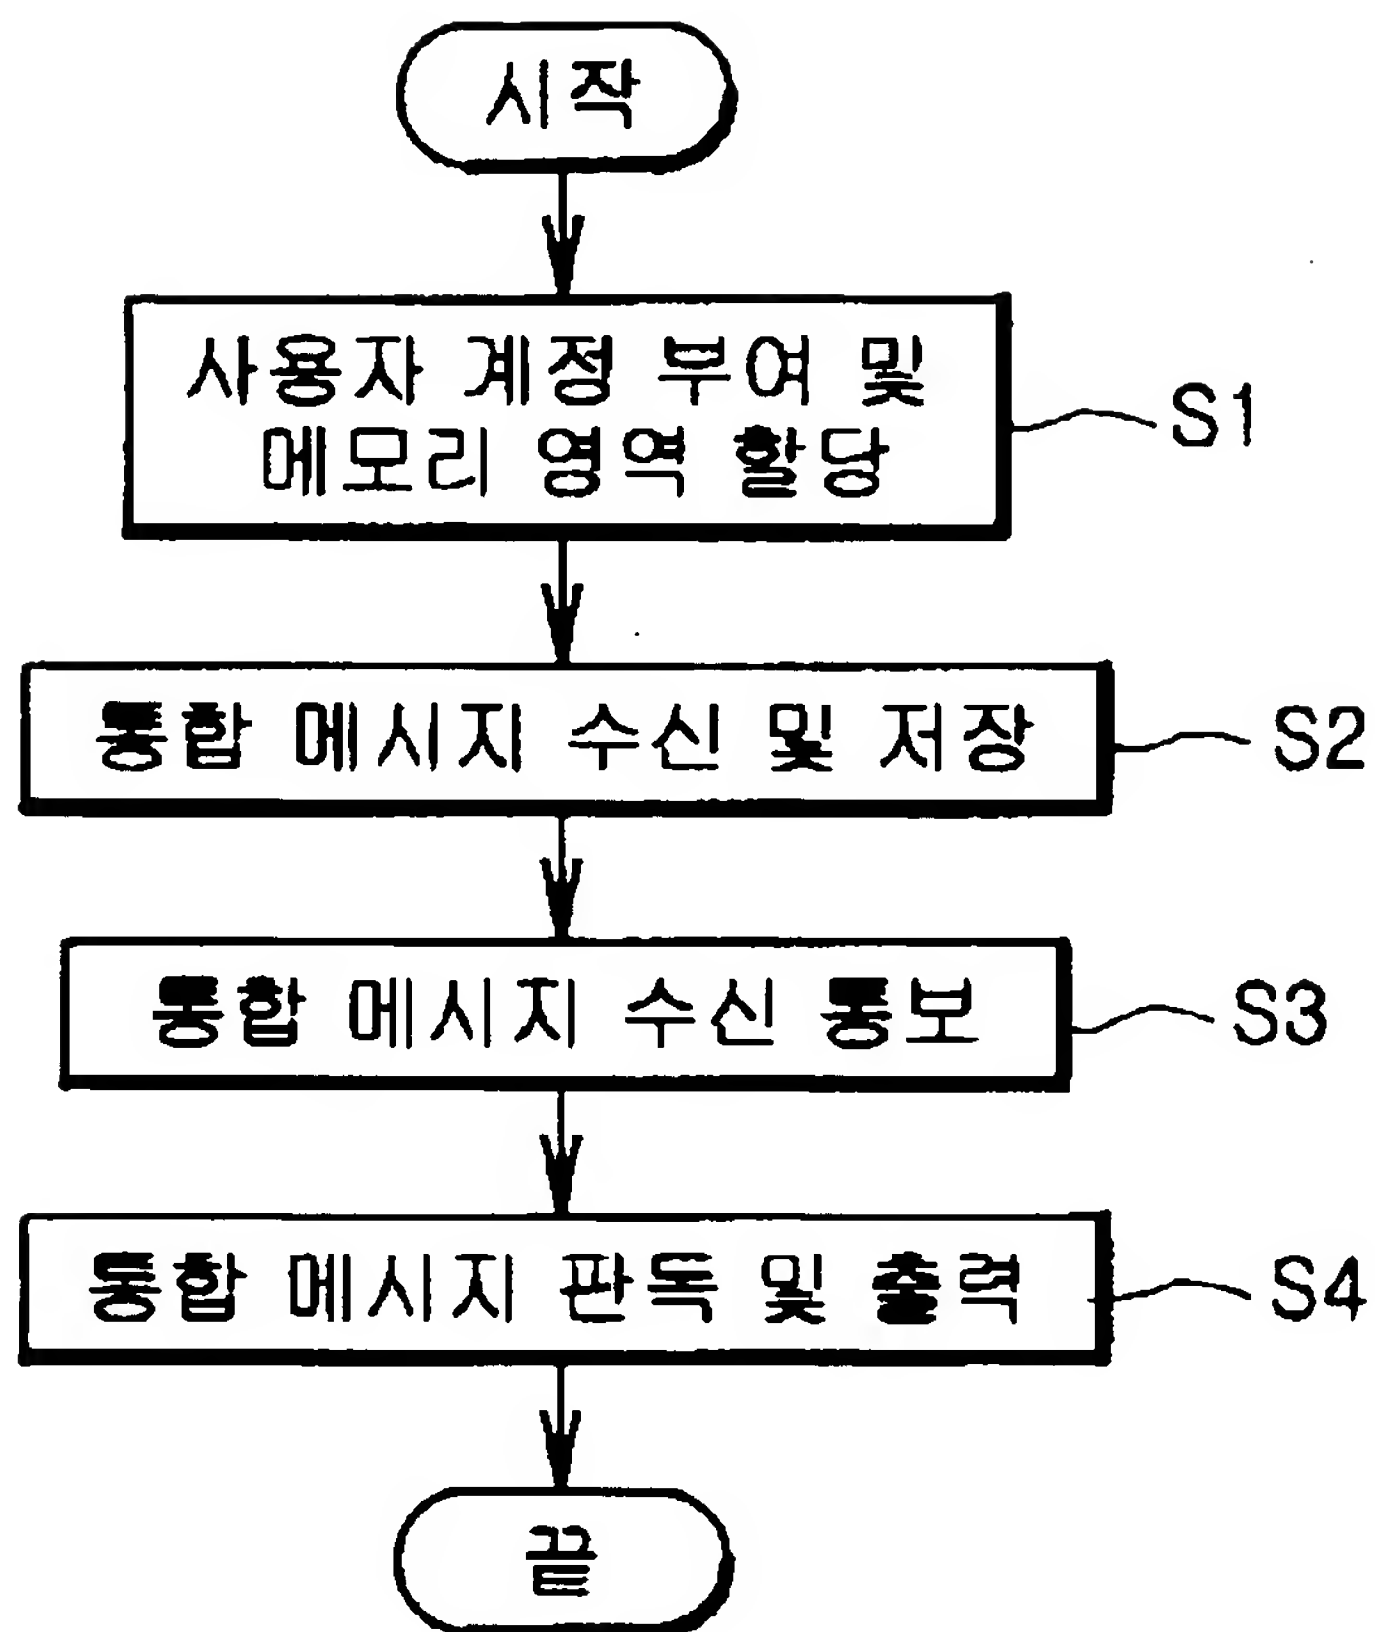 시작
사용자 계정 부여 및
메모리 영역 할당
S1
통합 메시지 수신 및 저장
S2
통합 메시지 수신 통보
S3
통합 메시지 판독 및 출력
S4
끝